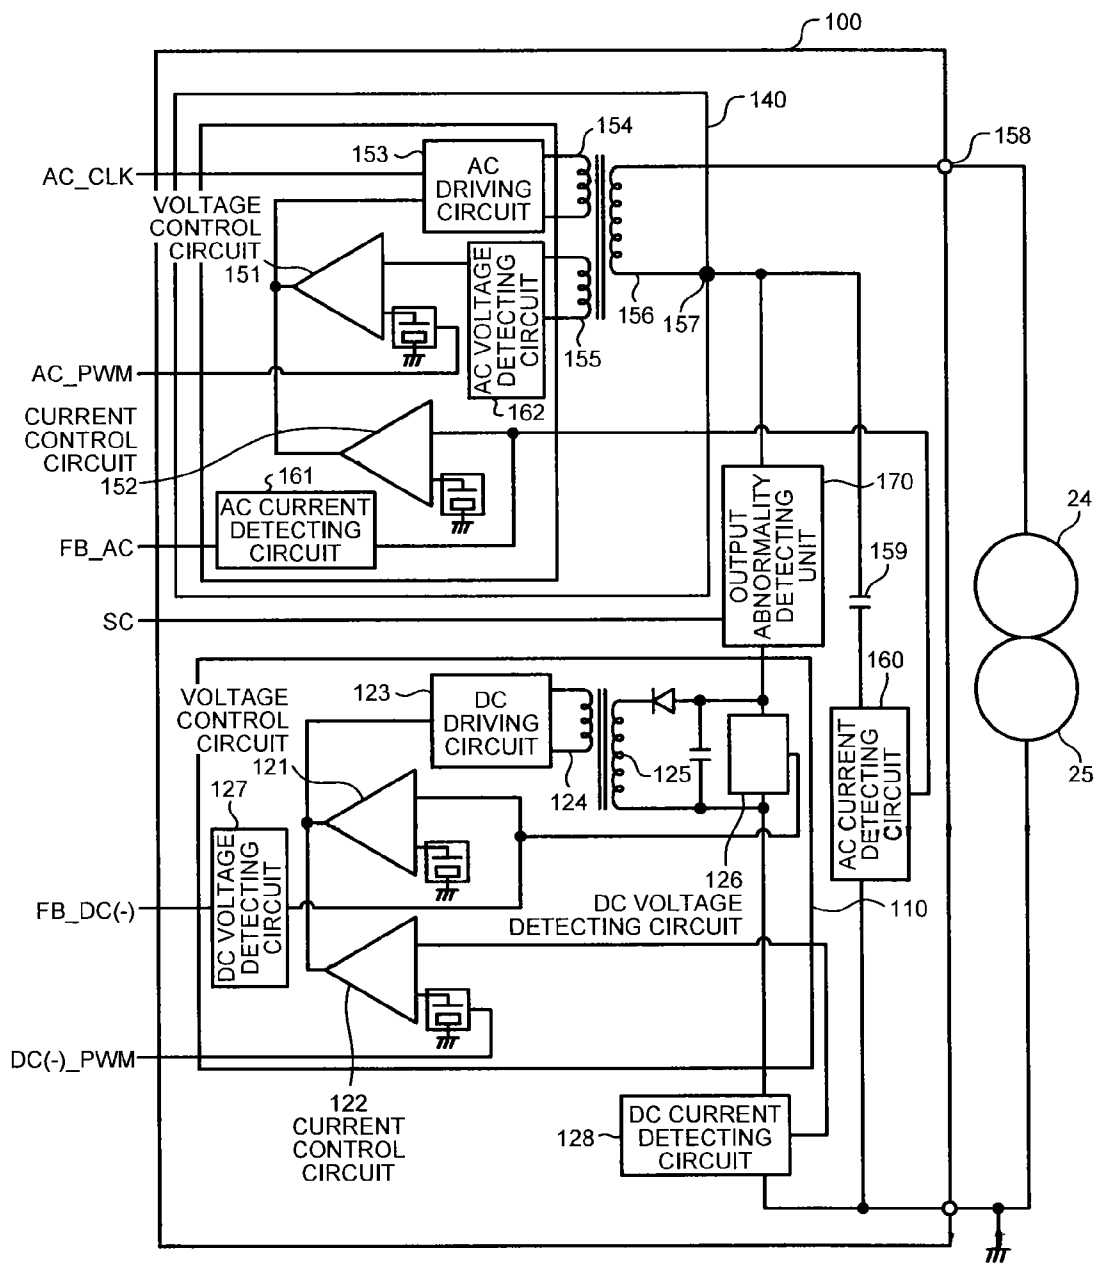 100
140
154
158
153
AC
DRIVING
CIRCUIT
AC_CLK
VOLTAGE
CONTROL
CIRCUIT
151
AC VOLTAGE
DETECTING
CIRCUIT
156
157
155
AC_PWM
162
CURRENT
CONTROL
CIRCUIT
152
161
AC CURRENT
DETECTING
CIRCUIT
FB_AC
170
OUTPUT
ABNORMALITY
DETECTING
UNIT
24
159
SC
160
VOLTAGE
CONTROL
CIRCUIT
121
123
DC
DRIVING
CIRCUIT
124
125
25
127
DC VOLTAGE
DETECTING
CIRCUIT
AC CURRENT
DETECTING
CIRCUIT
126
DC VOLTAGE
DETECTING CIRCUIT
FB_DC(-)
110
DC(-)_PWM
122
CURRENT
CONTROL
CIRCUIT
128
DC CURRENT
DETECTING
CIRCUIT